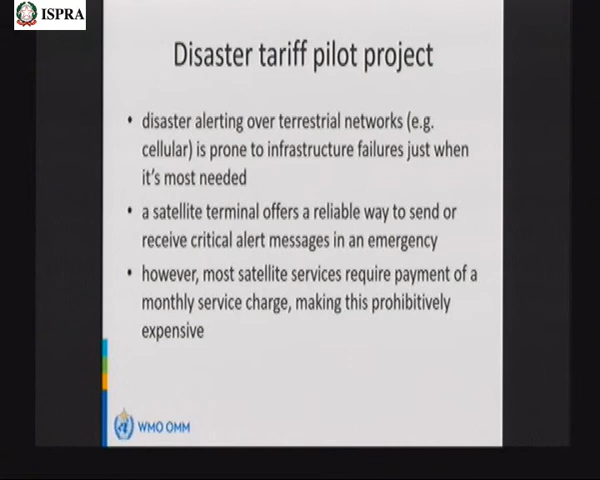 ISPRA
Disaster tariff pilot project
• disaster alerting over terrestrial networks (e.g.
cellular) is prone to infrastructure failures just when
it's most needed
• a satellite terminal offers a reliable way to send or
receive critical alert messages in an emergency
• however, most satellite services require payment of a
monthly service charge, making this prohibitively
expensive
WMO OMM